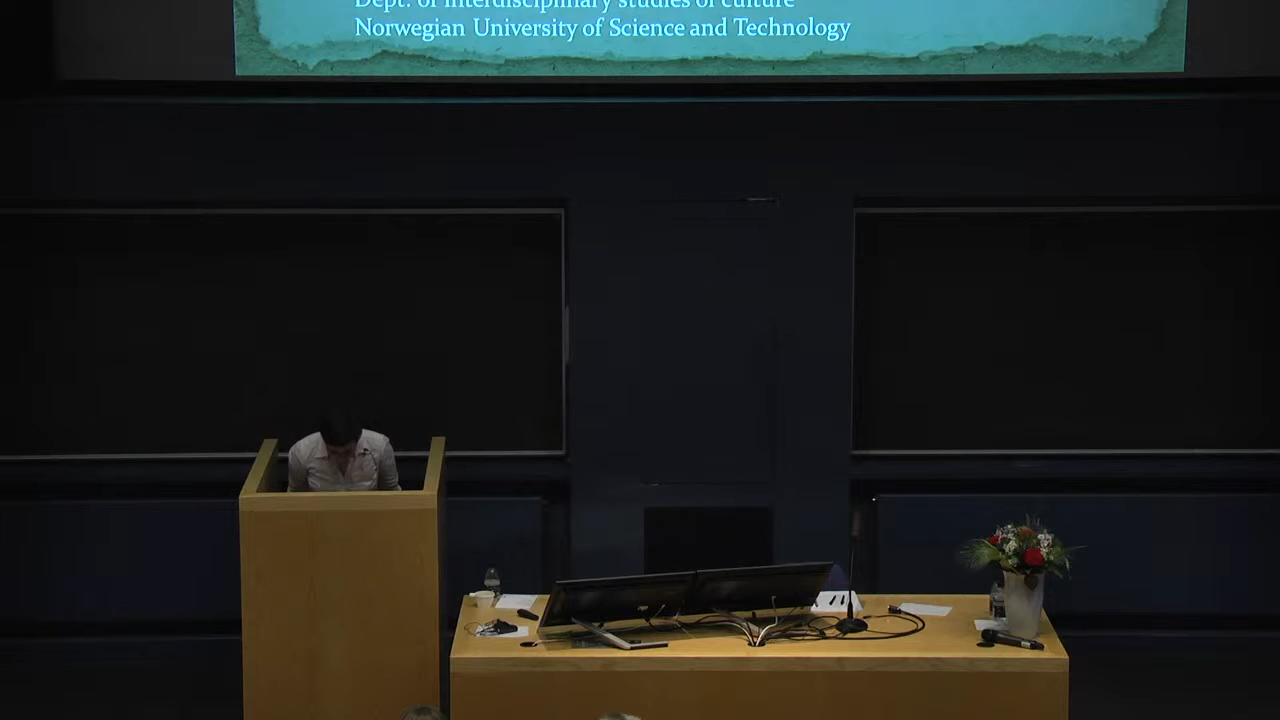 Dept. of interdisciplinary studies of culture
Norwegian University of Science and Technology